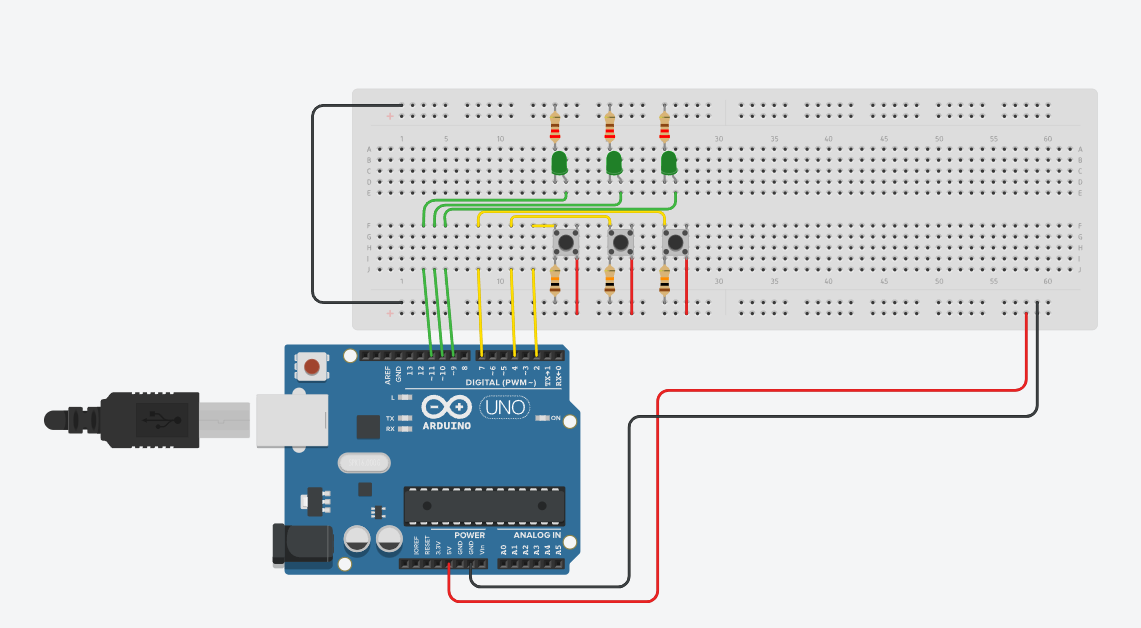 +
1 5 10 30 35 40 45 50 55 60
A A
B B
C C
D D
E E
F F
G G
H H
I I
J
1 5 10 30 35 40 45 50 55 60
+
AREF GND 13 12 ~11 ~10 ~9 8 7 ~6 ~5 4 ~3 2 TX→1 RX←0
DIGITAL (PWM~)
L
TX
RX
UNO
ON
ARDUINO
POWER ANALOG IN
IOREF RESET 3.3V 5V GND GND Vin A0 A1 A2 A3 A4 A5